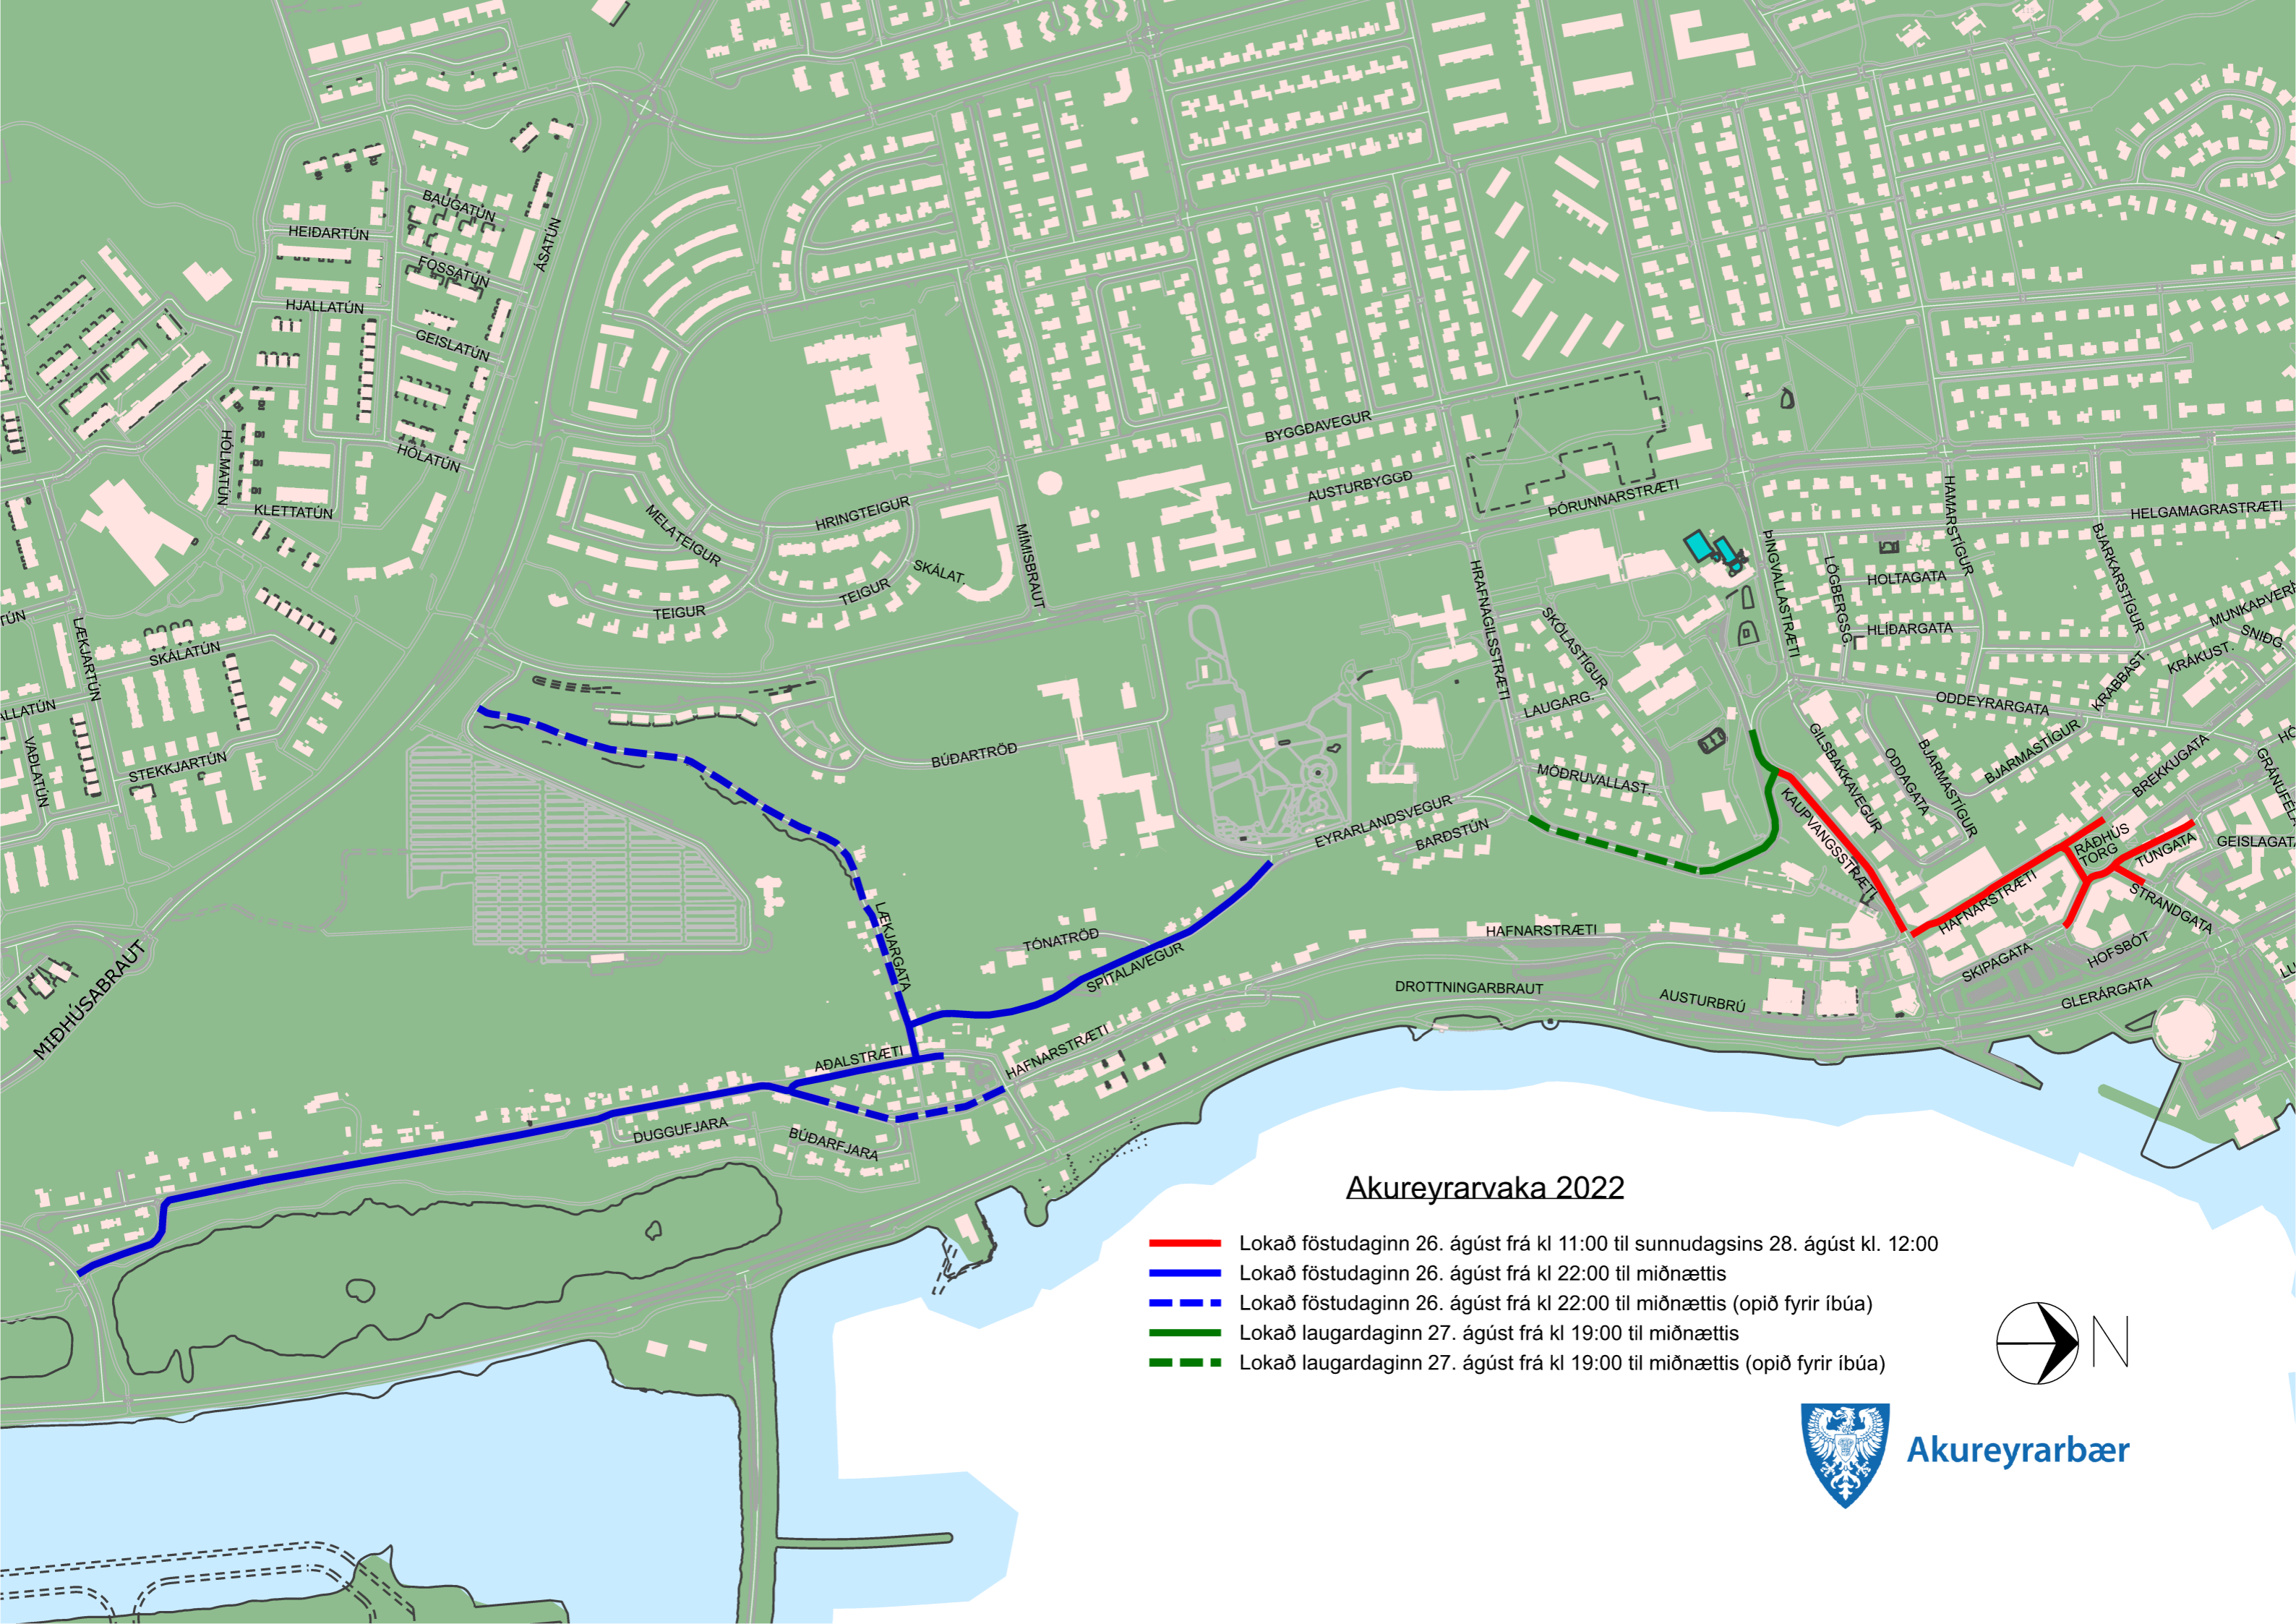 BAUGATÚN
HEIÐARTÚN
ÁSATÚN
FOSSATÚN
HJALLATÚN
GEISLATÚN
HÓLMATÚN
HÓLATÚN
KLETTATÚN
BYGGÐAVEGUR
AUSTURBYGGÐ
ÞÓRUNNARSTRÆTI
HAMARSTÍGUR
HELGAMAGRASTRÆTI
HRINGTEIGUR
MELATEIGUR
MÍMISBRAUT
SKÁLAT.
TEIGUR
TEIGUR
HRAFNAGILSSTRÆTI
SKÓLASTÍGUR
ÞINGVALLASTRÆTI
LÖGBERGSG.
HOLTAGATA
BJARKARSTÍGUR
HLÍÐARGATA
MUNKAÞVER
SNIÐG.
KRÁKUST.
KRABBAST.
TÚN
LÆKJARTÚN
SKÁLATÚN
ALLATÚN
VAÐLATÚN
STEKKJARTÚN
LAUGARG.
ODDEYRARGATA
GILSBAKKAVEGUR
ODDAGATA
BJARMASTÍGUR
BJARMASTÍGUR
BREKKUGATA
HÓ
GRÁNUFÉL
BÚÐARTRÖÐ
MÖÐRUVALLAST.
KAUPVANGSSTRÆTI
EYRARLANDSVEGUR
BARÐSTÚN
RÁÐHÚS
TORG
TUNGATA
GEISLAGATA
STRANDGATA
HAFNARSTRÆTI
LÆKJARGATA
TÓNATRÖÐ
SPÍTALAVEGUR
HAFNARSTRÆTI
SKIPAGATA
HOFSBÓT
MIÐHÚSABRAUT
DROTTNINGARBRAUT
AUSTURBRÚ
GLERÁRGATA
LU
AÐALSTRÆTI
HAFNARSTRÆTI
DUGGUFJARA
BÚÐARFJARA
Akureyrarvaka 2022
Lokað föstudaginn 26. ágúst frá kl 11:00 til sunnudagsins 28. ágúst kl. 12:00
Lokað föstudaginn 26. ágúst frá kl 22:00 til miðnættis
Lokað föstudaginn 26. ágúst frá kl 22:00 til miðnættis (opið fyrir íbúa)
Lokað laugardaginn 27. ágúst frá kl 19:00 til miðnættis
Lokað laugardaginn 27. ágúst frá kl 19:00 til miðnættis (opið fyrir íbúa)
N
Akureyrarbær